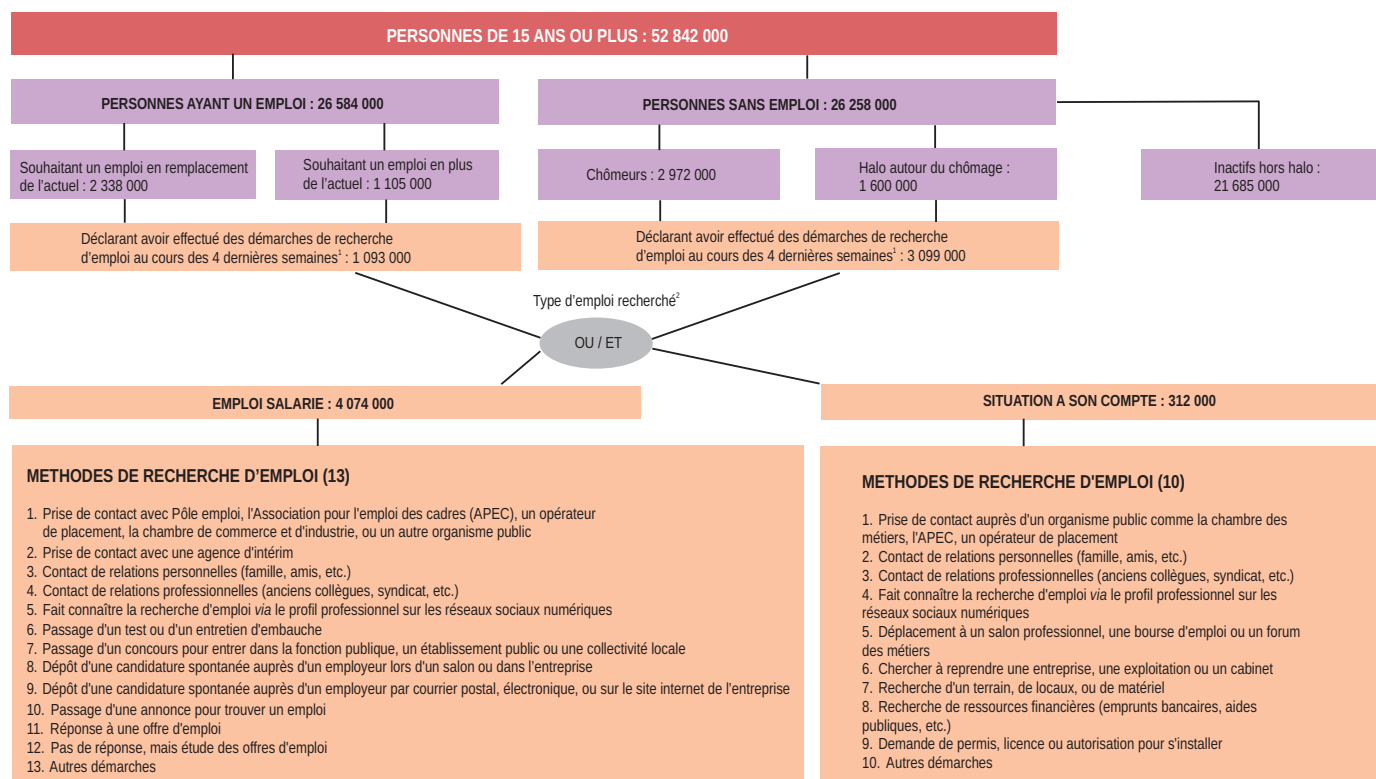 PERSONNES DE 15 ANS OU PLUS : 52 842 000
PERSONNES AYANT UN EMPLOI : 26 584 000
PERSONNES SANS EMPLOI : 26 258 000
Souhaitant un emploi en remplacement
de l'actuel : 2 338 000
Souhaitant un emploi en plus
de l'actuel : 1 105 000
Chômeurs : 2 972 000
Halo autour du chômage :
1 600 000
Inactifs hors halo :
21 685 000
Déclarant avoir effectué des démarches de recherche
d'emploi au cours des 4 dernières semaines¹ : 1 093 000
Déclarant avoir effectué des démarches de recherche
d'emploi au cours des 4 dernières semaines¹ : 3 099 000
Type d'emploi recherché²
OU / ET
EMPLOI SALARIE : 4 074 000
SITUATION A SON COMPTE : 312 000
METHODES DE RECHERCHE D'EMPLOI (13)
1. Prise de contact avec Pôle emploi, l'Association pour l'emploi des cadres (APEC), un opérateur
de placement, la chambre de commerce et d'industrie, ou un autre organisme public
2. Prise de contact avec une agence d'intérim
3. Contact de relations personnelles (famille, amis, etc.)
4. Contact de relations professionnelles (anciens collègues, syndicat, etc.)
5. Fait connaître la recherche d'emploi via le profil professionnel sur les réseaux sociaux numériques
6. Passage d'un test ou d'un entretien d'embauche
7. Passage d'un concours pour entrer dans la fonction publique, un établissement public ou une collectivité locale
8. Dépôt d'une candidature spontanée auprès d'un employeur lors d'un salon ou dans l'entreprise
9. Dépôt d'une candidature spontanée auprès d'un employeur par courrier postal, électronique, ou sur le site internet de l'entreprise
10. Passage d'une annonce pour trouver un emploi
11. Réponse à une offre d'emploi
12. Pas de réponse, mais étude des offres d'emploi
13. Autres démarches
METHODES DE RECHERCHE D'EMPLOI (10)
1. Prise de contact auprès d'un organisme public comme la chambre des
métiers, l'APEC, un opérateur de placement
2. Contact de relations personnelles (famille, amis, etc.)
3. Contact de relations professionnelles (anciens collègues, syndicat, etc.)
4. Fait connaître la recherche d'emploi via le profil professionnel sur les
réseaux sociaux numériques
5. Déplacement à un salon professionnel, une bourse d'emploi ou un forum
des métiers
6. Chercher à reprendre une entreprise, une exploitation ou un cabinet
7. Recherche d'un terrain, de locaux, ou de matériel
8. Recherche de ressources financières (emprunts bancaires, aides
publiques, etc.)
9. Demande de permis, licence ou autorisation pour s'installer
10. Autres démarches